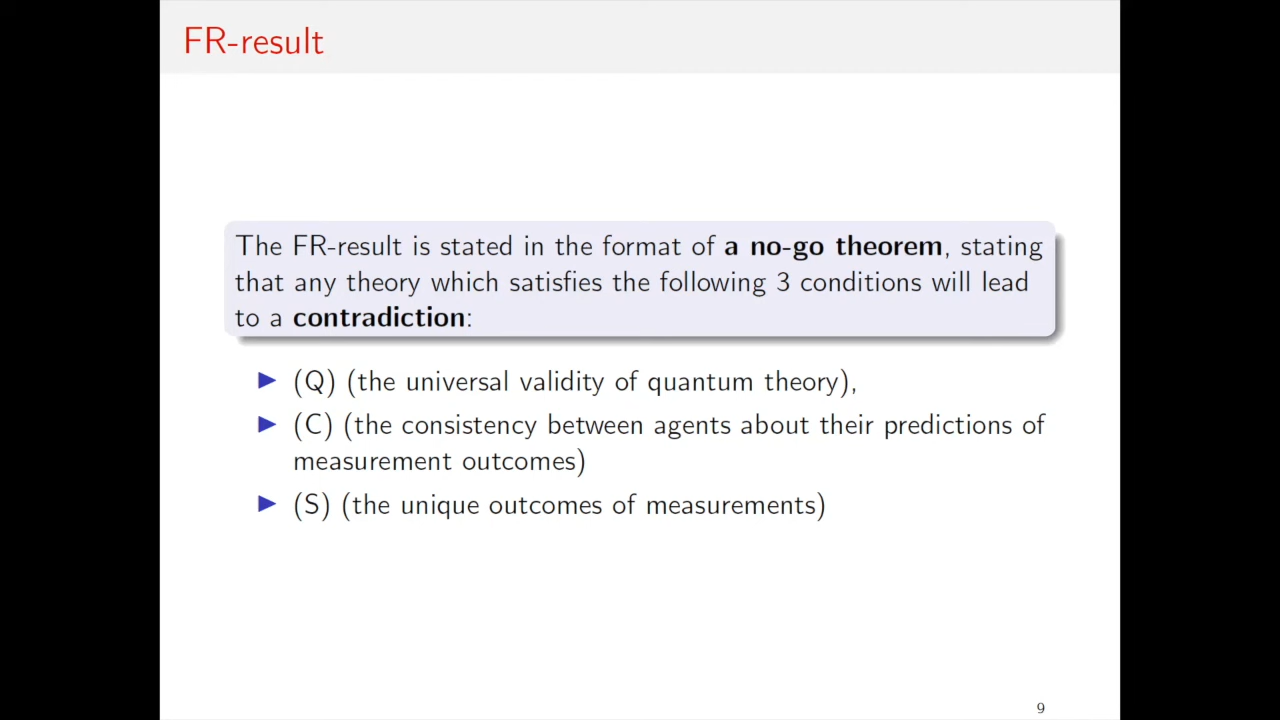 FR-result
The FR-result is stated in the format of a no-go theorem, stating
that any theory which satisfies the following 3 conditions will lead
to a contradiction:
▶ (Q) (the universal validity of quantum theory),
▶ (C) (the consistency between agents about their predictions of
measurement outcomes)
▶ (S) (the unique outcomes of measurements)
9